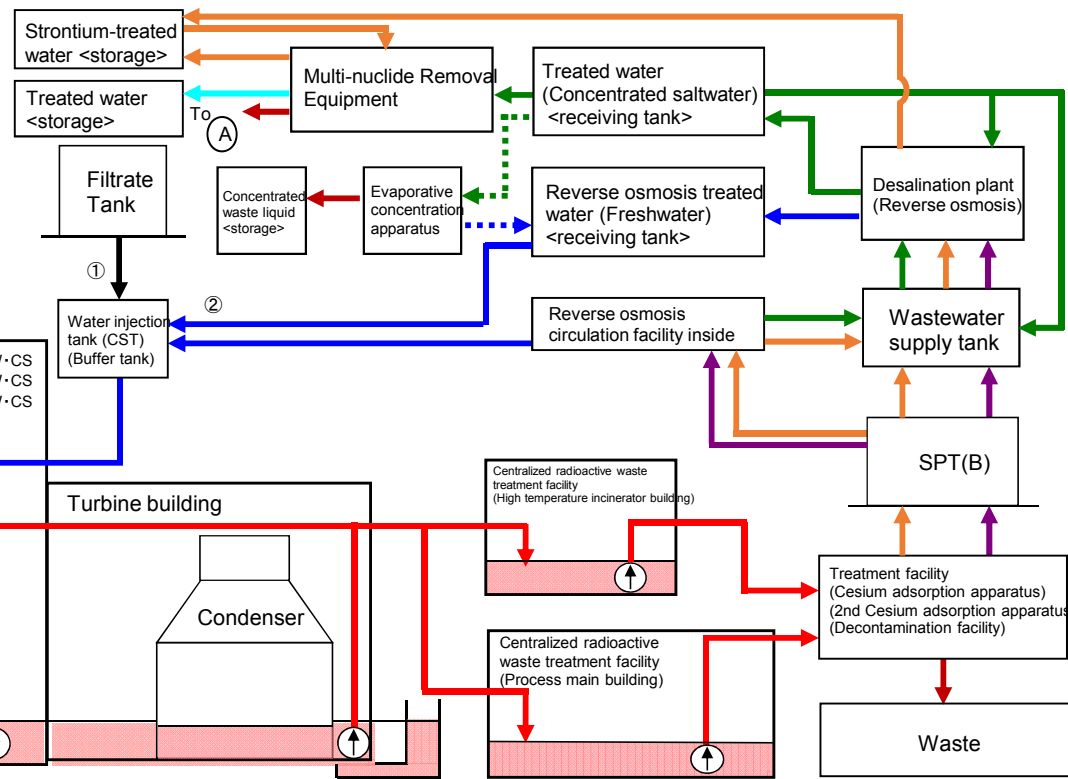 Strontium-treated
water <storage>
Multi-nuclide Removal
Equipment
Treated water
(Concentrated saltwater)
<receiving tank>
Treated water
<storage>
To
A
Filtrate
Tank
Concentrated
waste liquid
<storage>
Evaporative
concentration
apparatus
Reverse osmosis treated
water (Freshwater)
<receiving tank>
Desalination plant
(Reverse osmosis)
①
②
Water injection
tank (CST)
(Buffer tank)
Reverse osmosis
circulation facility inside
Wastewater
supply tank
・CS
・CS
・CS
SPT(B)
Turbine building
Centralized radioactive waste
treatment facility
(High temperature incinerator building)
Condenser
Treatment facility
(Cesium adsorption apparatus)
(2nd Cesium adsorption apparatus
(Decontamination facility)
Centralized radioactive
waste treatment facility
(Process main building)
Waste